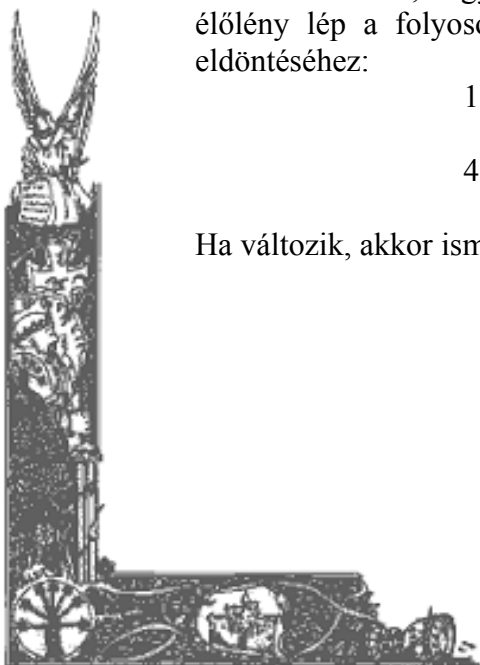 élőlény lép a folyosó
eldöntéséhez:
1
4
Ha változik, akkor ism